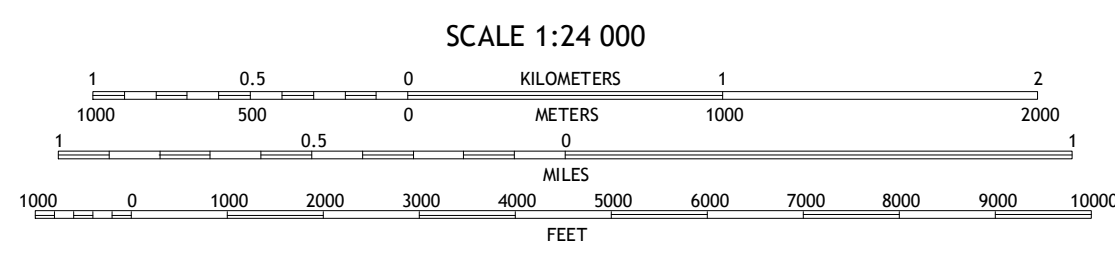 SCALE 1:24 000
1 0.5 0 KILOMETERS 1 2
1000 500 0 METERS 1000 2000
1 0.5 0 1
MILES
1000 0 1000 2000 3000 4000 5000 6000 7000 8000 9000 10000
FEET